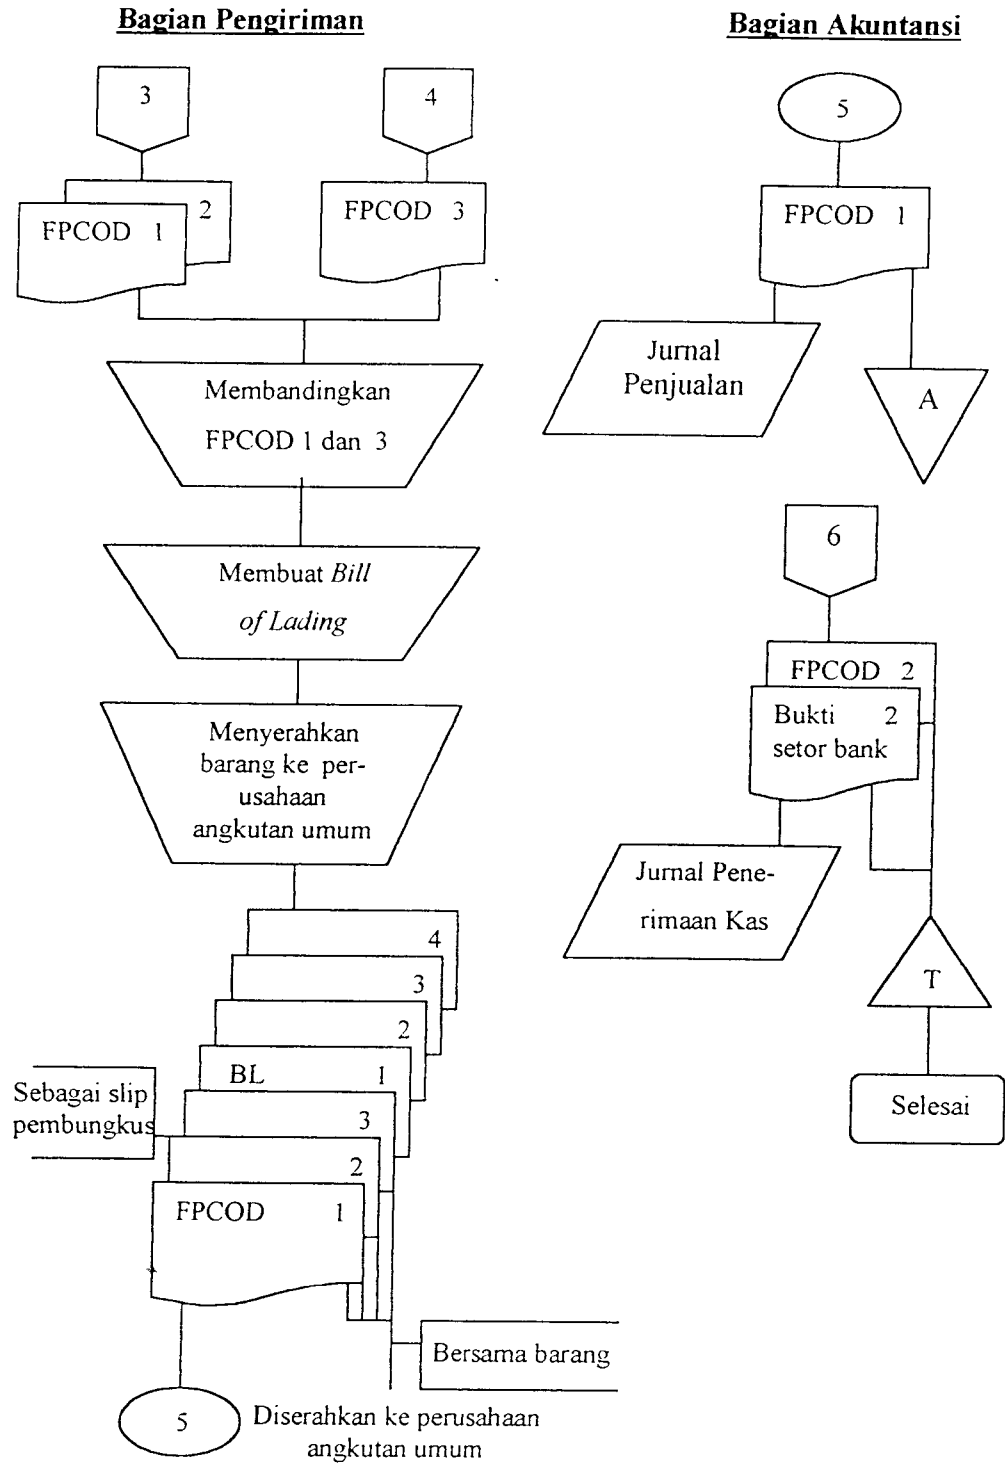 Bagian Pengiriman
3
4
2
FPCOD 1
FPCOD 3
Membandingkan
FPCOD 1 dan 3
Membuat Bill
of Lading
Menyerahkan
barang ke per-
usahaan
angkutan umum
4
3
2
BL 1
3
2
FPCOD 1
Sebagai slip
pembungkus
Bersama barang
5
Diserahkan ke perusahaan
angkutan umum
Bagian Akuntansi
5
FPCOD 1
Jurnal
Penjualan
A
6
FPCOD 2
Bukti 2
setor bank
Jurnal Pene-
rimaan Kas
T
Selesai